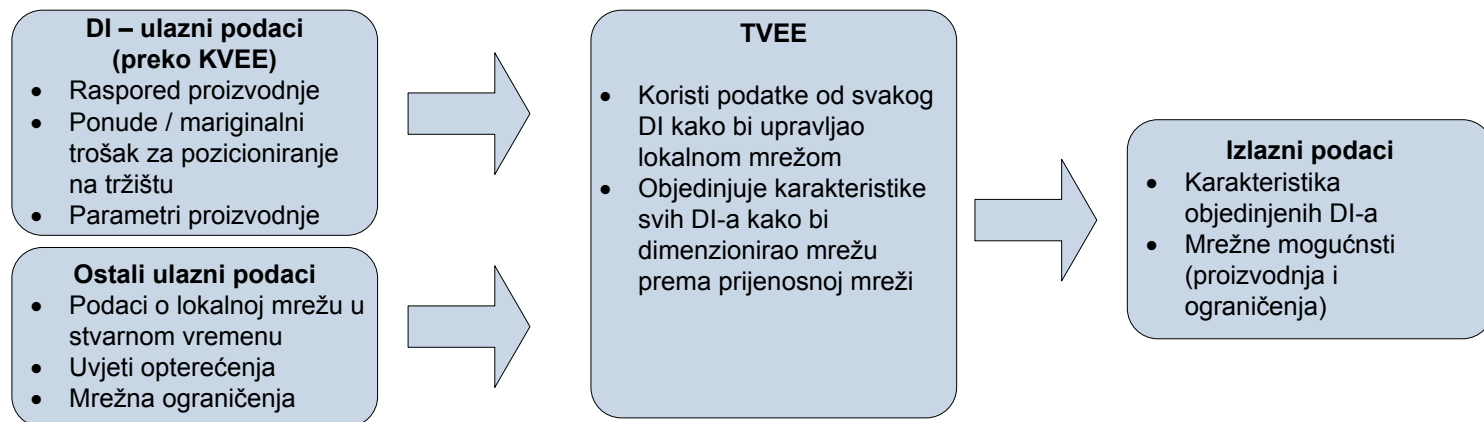 DI – ulazni podaci
(preko KVEE)
• Raspored proizvodnje
• Ponude / mariginalni
trošak za pozicioniranje
na tržištu
• Parametri proizvodnje
Ostali ulazni podaci
• Podaci o lokalnoj mrežu u
stvarnom vremenu
• Uvjeti opterećenja
• Mrežna ograničenja
TVEE
• Koristi podatke od svakog
DI kako bi upravljao
lokalnom mrežom
• Objedinjuje karakteristike
svih DI-a kako bi
dimenzionirao mrežu
prema prijenosnoj mreži
Izlazni podaci
• Karakteristika
objedinjenih DI-a
• Mrežne mogućnsti
(proizvodnja i
ograničenja)